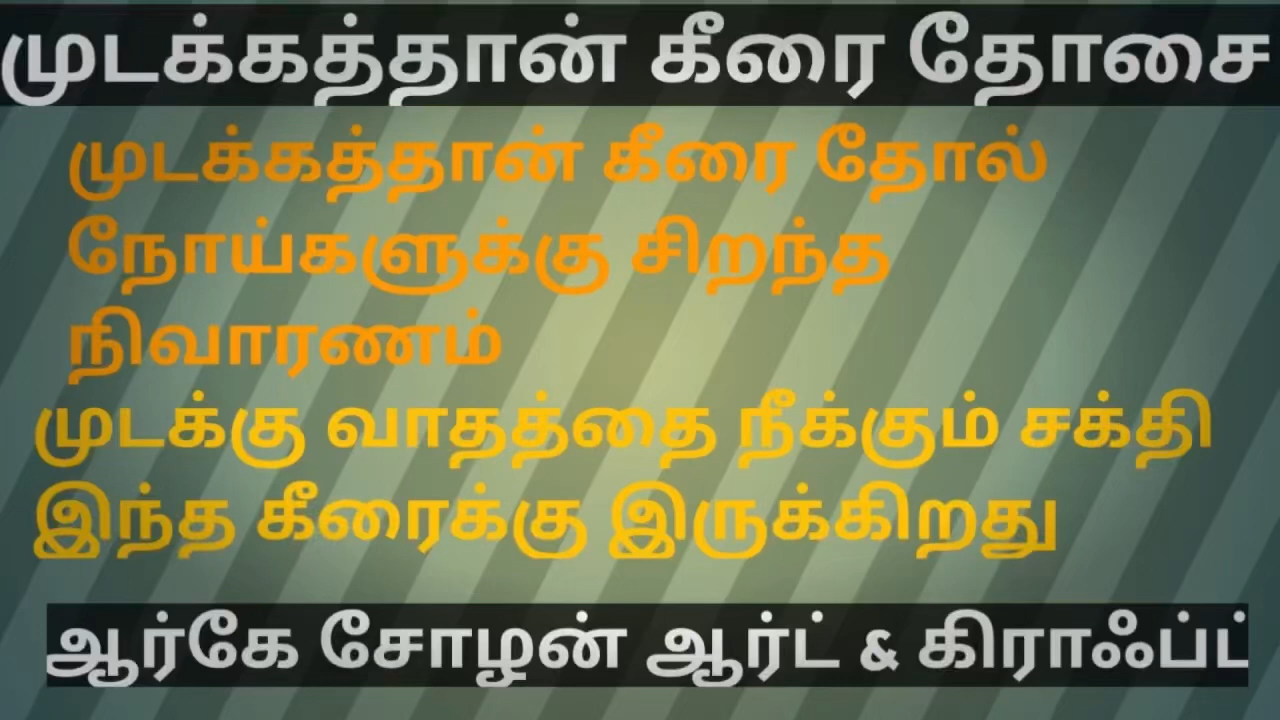 முடக்கத்தான் கீரை தோசை
முடக்கத்தான் கீரை தோல்
நோய்களுக்கு சிறந்த
நிவாரணம்
முடக்கு வாதத்தை நீக்கும் சக்தி
இந்த கீரைக்கு இருக்கிறது
ஆர்கே சோழன் ஆர்ட் & கிராஃப்ட்